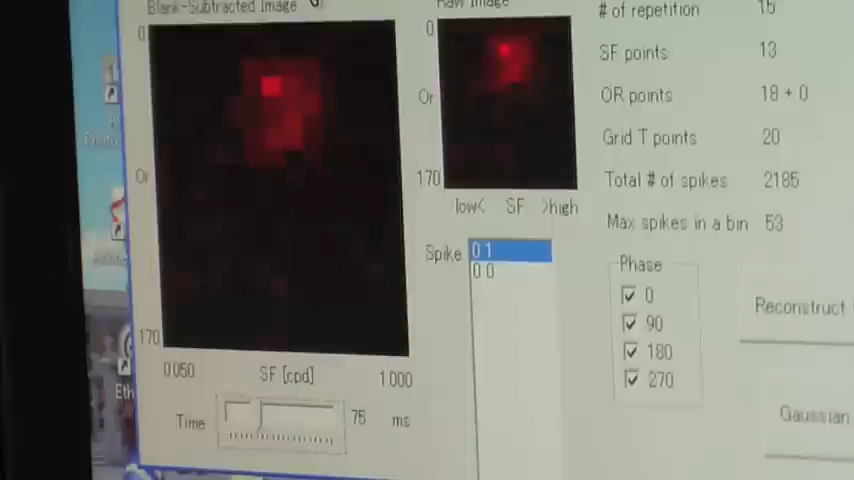 Blank-Subtracted Image
0
Or
170
0.050 SF [cpd] 1.000
Time 75 ms
Raw Image
0
Or
170
low< SF >high
Spike 0 1
0 0
# of repetition 15
SF points 13
OR points 18 + 0
Grid T points 20
Total # of spikes 2185
Max spikes in a bin 53
Phase
0
90
180
270
Reconstruct
Gaussian
Eth